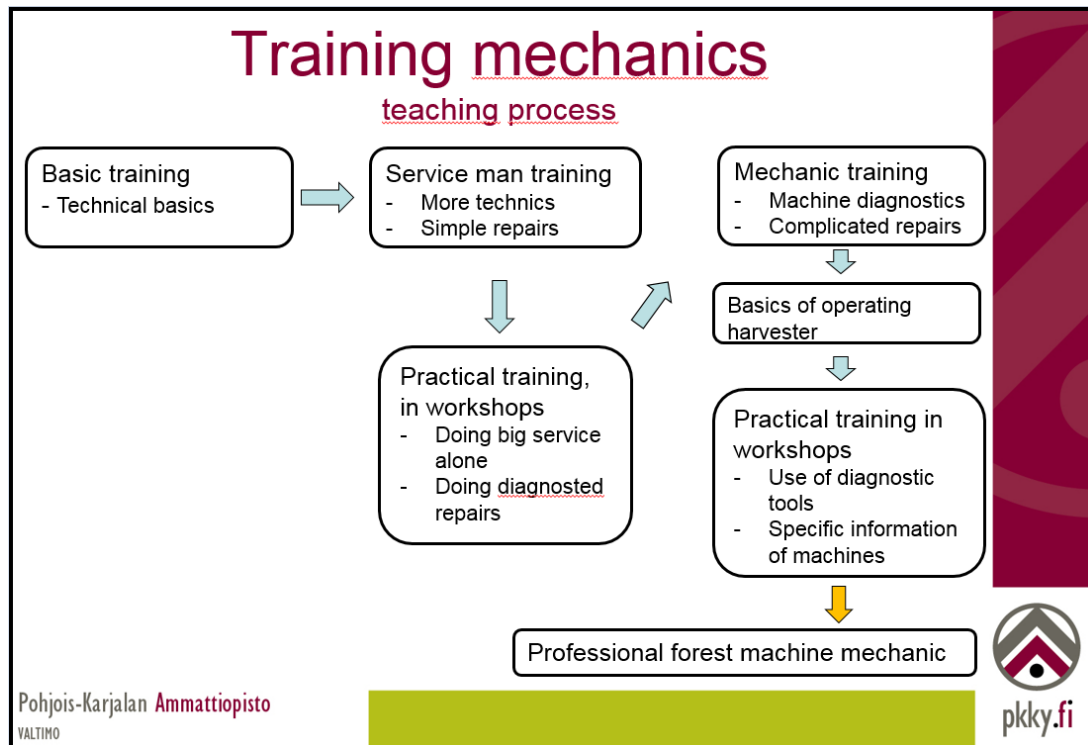 Training mechanics
teaching process
Basic training
- Technical basics
Service man training
- More technics
- Simple repairs
Practical training,
in workshops
- Doing big service
alone
- Doing diagnosted
repairs
Mechanic training
- Machine diagnostics
- Complicated repairs
Basics of operating
harvester
Practical training in
workshops
- Use of diagnostic
tools
- Specific information
of machines
Professional forest machine mechanic
Pohjois-Karjalan Ammattiopisto
VALTIMO
pkky.fi